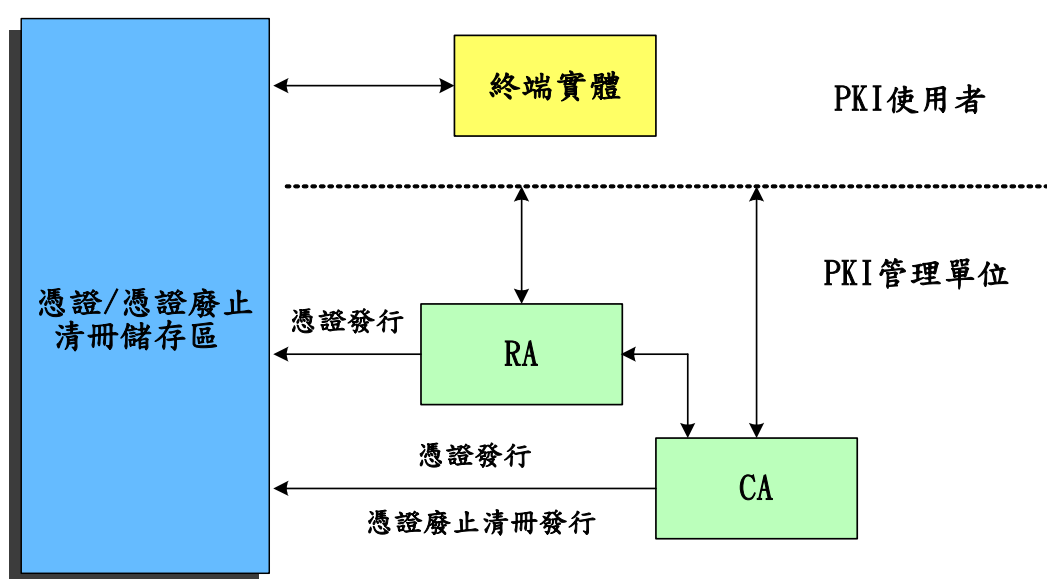 終端實體
PKI使用者
PKI管理單位
憑證/憑證廢止
清冊儲存區
憑證發行
RA
憑證發行
CA
憑證廢止清冊發行